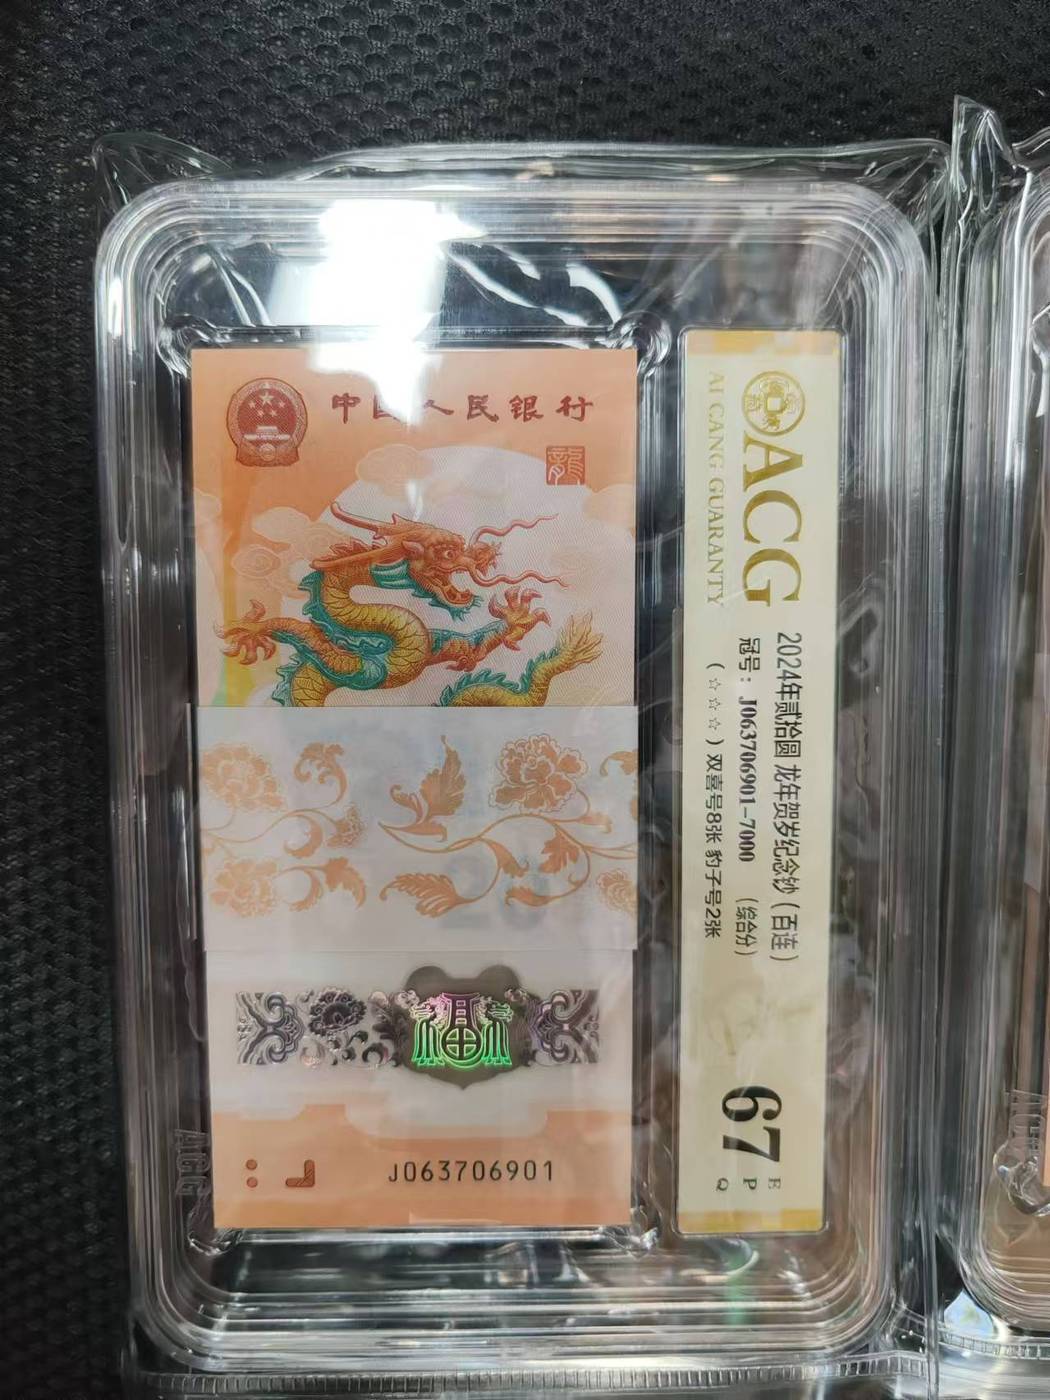 中国人民银行
龍
J063706901
ACG
AI CANG GUARANTY
2024年贰拾圆 龙年贺岁纪念钞（百连）
冠号：J063706901-7000 （综合分）
（☆☆☆）双喜号8张 豹子号2张
67
E
P
Q